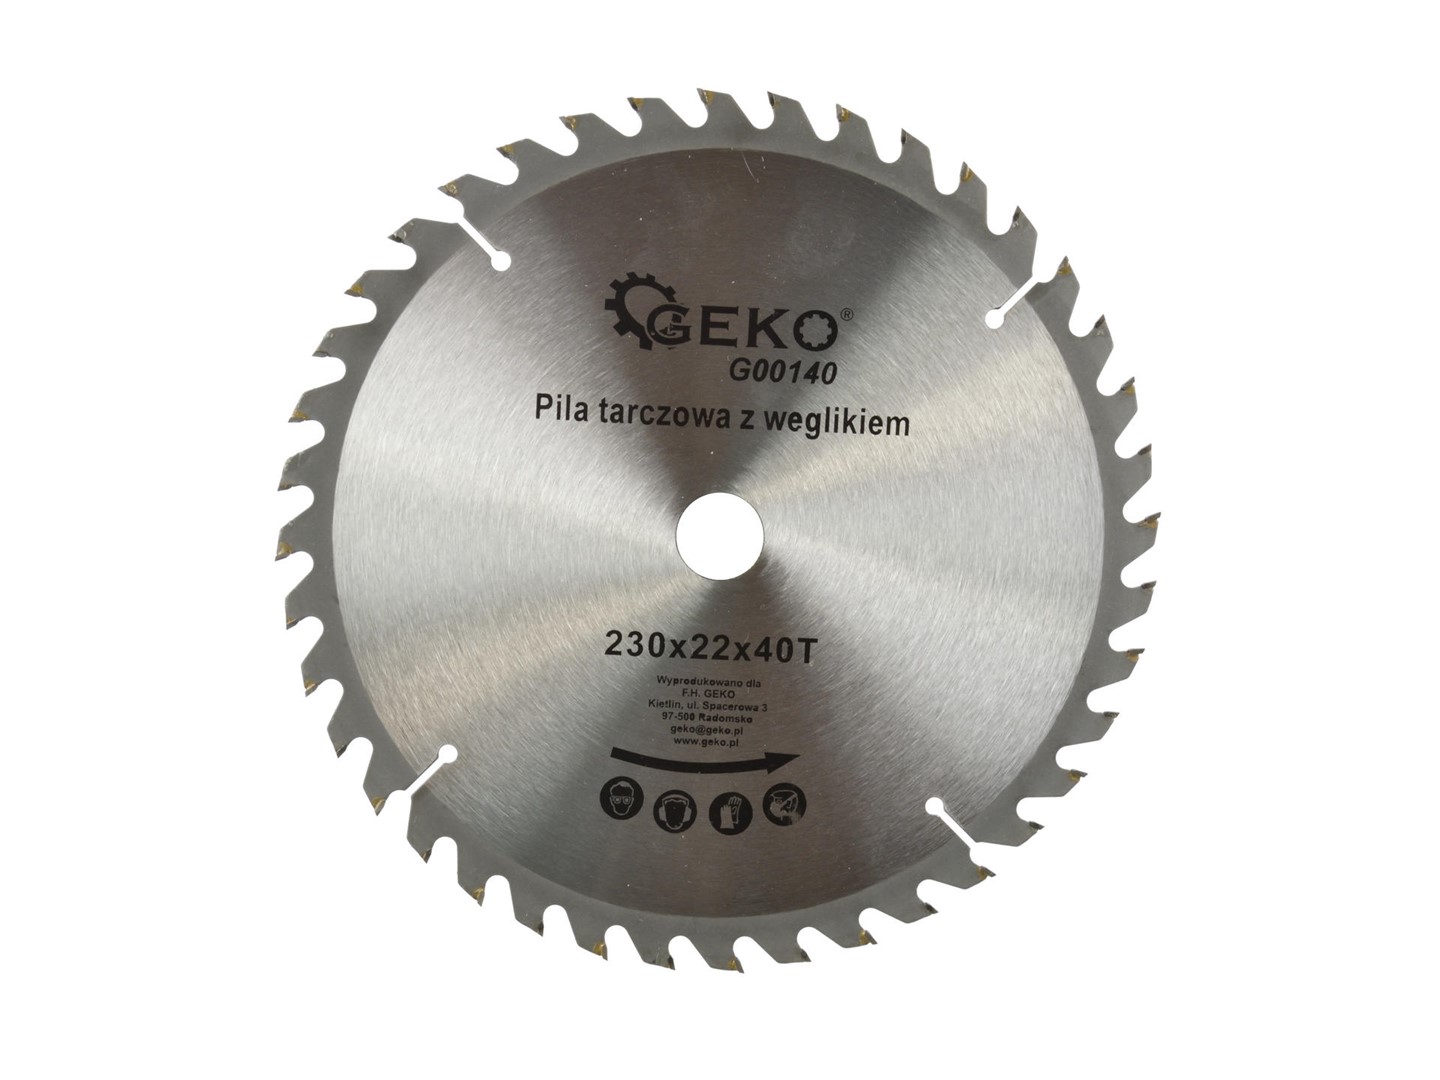 GEKO®
G00140
Pila tarczowa z weglikiem
230x22x40T
Wyprodukowano dla
F.H. GEKO
Kietlin, ul. Spacerowa 3
97-500 Radomsko
geko@geko.pl
www.geko.pl